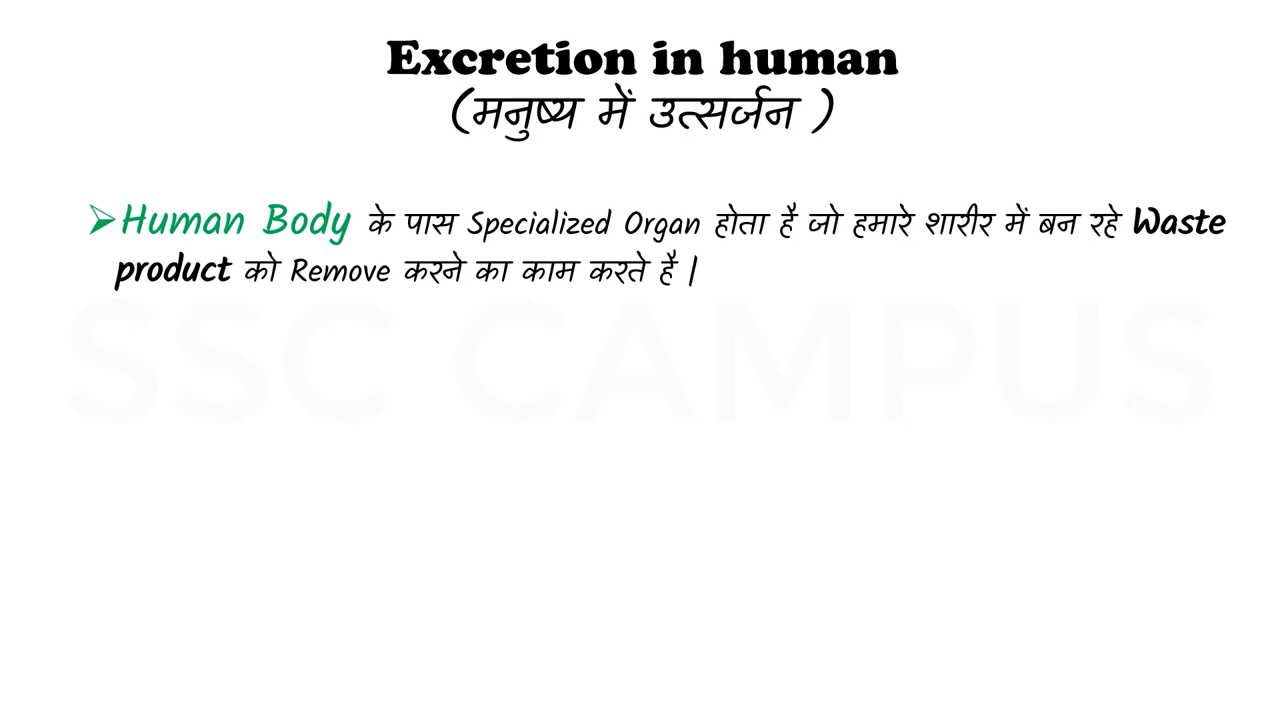 Excretion in human
(मनुष्य में उत्सर्जन )
➢Human Body के पास Specialized Organ होता है जो हमारे शारीर में बन रहे Waste
product को Remove करने का काम करते है |
SSC CAMPUS